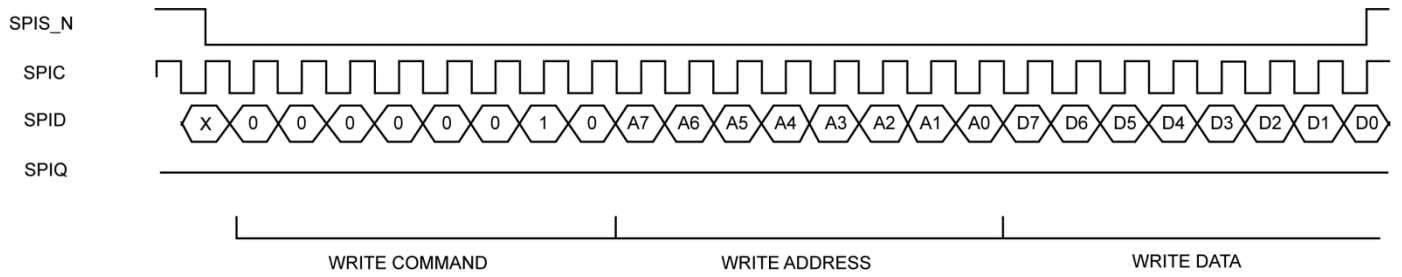 SPIS_N
SPIC
SPID X 0 0 0 0 0 0 1 0 A7 A6 A5 A4 A3 A2 A1 A0 D7 D6 D5 D4 D3 D2 D1 D0
SPIQ
WRITE COMMAND WRITE ADDRESS WRITE DATA